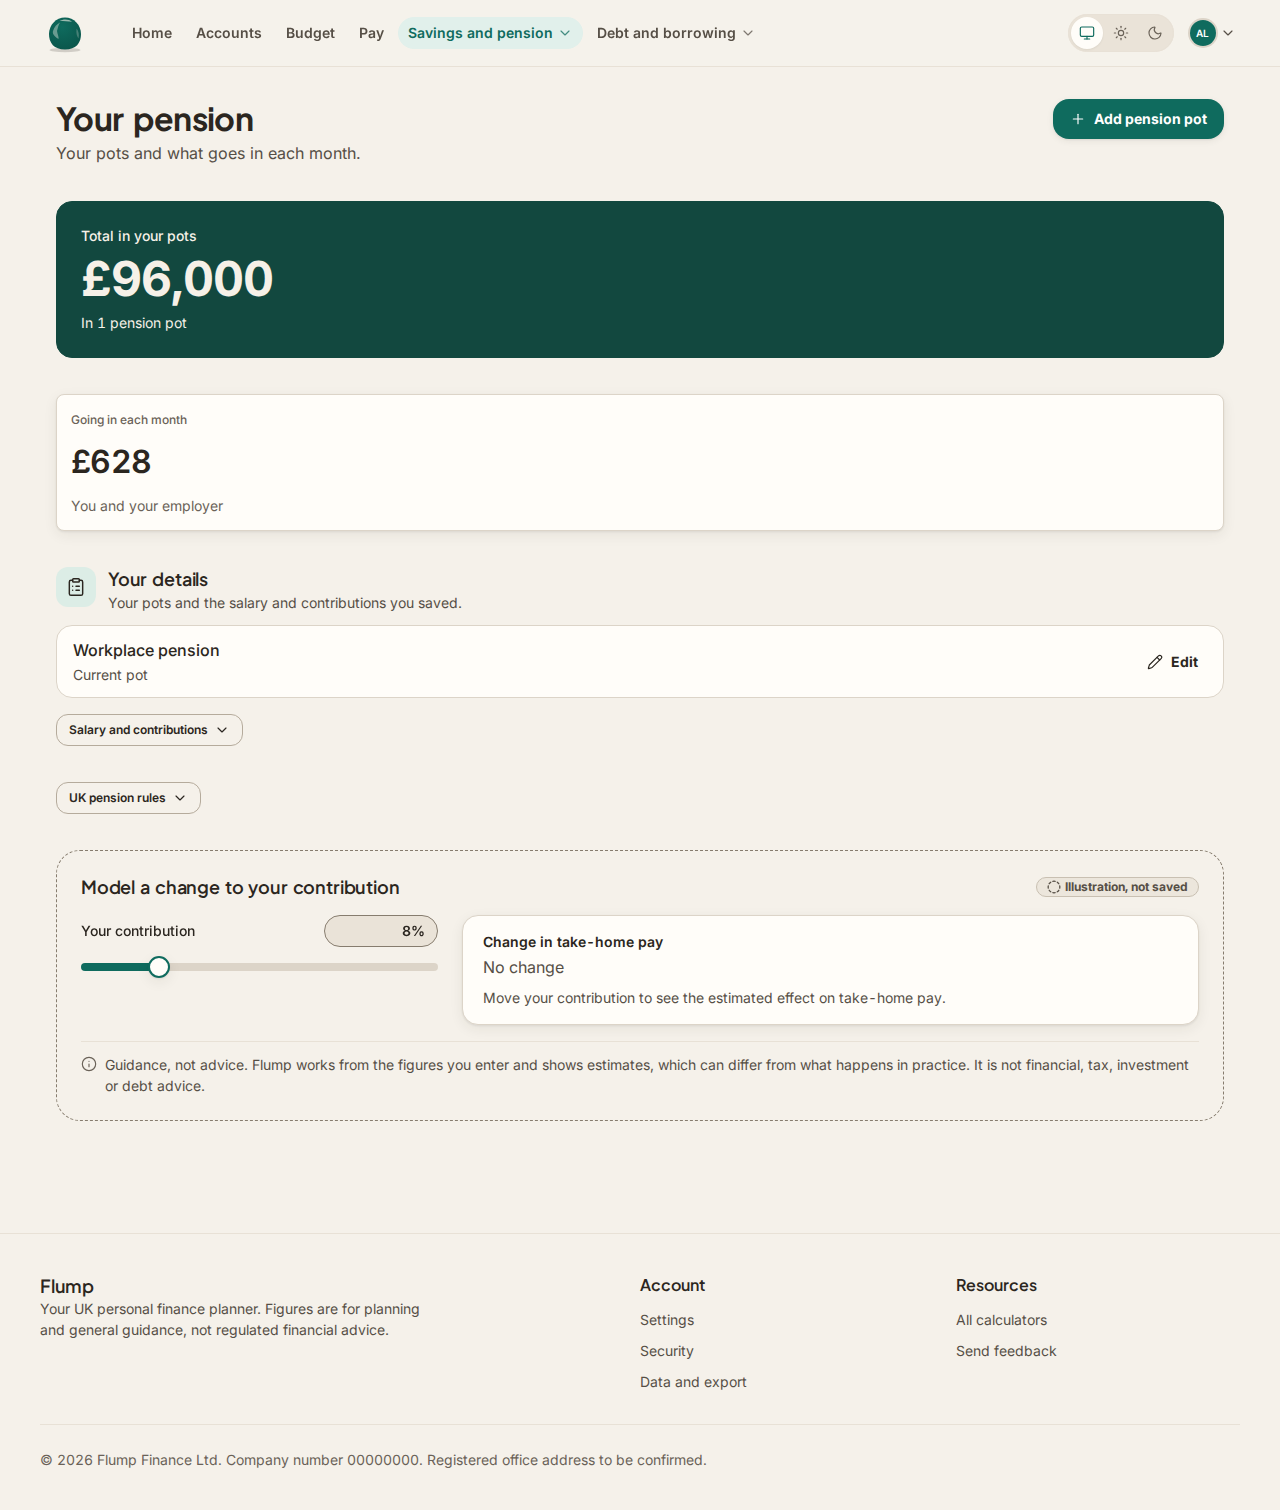 Home Accounts Budget Pay Savings and pension Debt and borrowing AL
Your pension
Add pension pot
Your pots and what goes in each month.
Total in your pots
£96,000
In 1 pension pot
Going in each month
£628
You and your employer
Your details
Your pots and the salary and contributions you saved.
Workplace pension
Current pot
Edit
Salary and contributions
UK pension rules
Model a change to your contribution
Illustration, not saved
Your contribution
8%
Change in take-home pay
No change
Move your contribution to see the estimated effect on take-home pay.
Guidance, not advice. Flump works from the figures you enter and shows estimates, which can differ from what happens in practice. It is not financial, tax, investment
or debt advice.
Flump
Your UK personal finance planner. Figures are for planning
and general guidance, not regulated financial advice.
Account
Settings
Security
Data and export
Resources
All calculators
Send feedback
© 2026 Flump Finance Ltd. Company number 00000000. Registered office address to be confirmed.